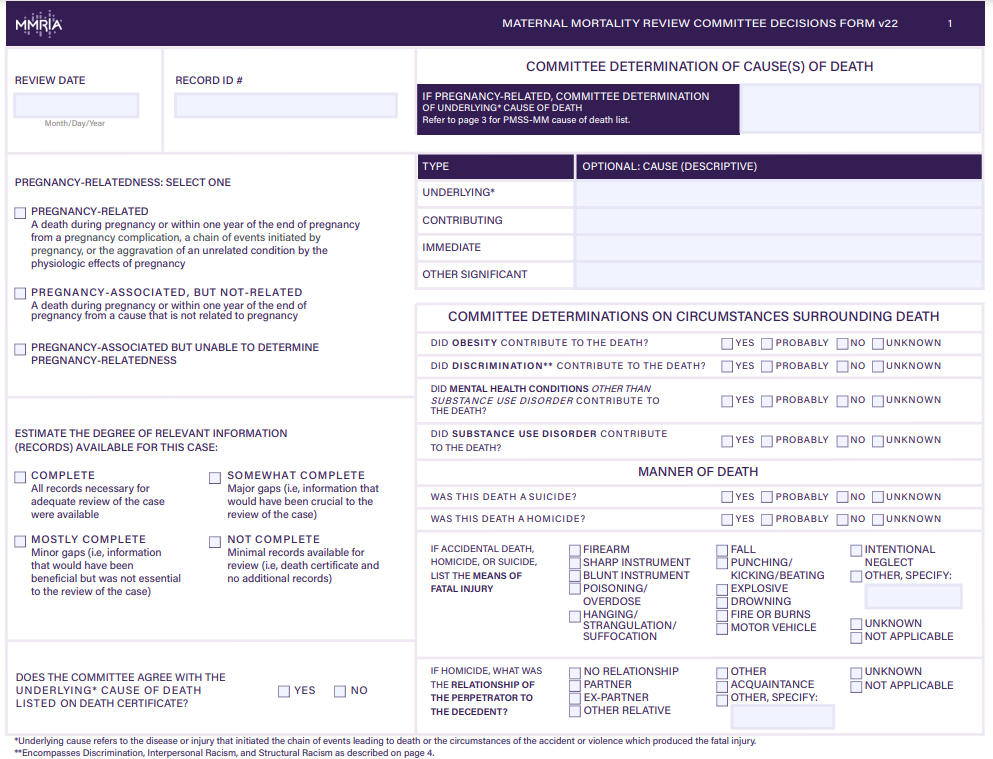 MMRIA
MATERNAL MORTALITY REVIEW COMMITTEE DECISIONS FORM v22
1
REVIEW DATE
Month/Day/Year
RECORD ID #
COMMITTEE DETERMINATION OF CAUSE(S) OF DEATH
IF PREGNANCY-RELATED, COMMITTEE DETERMINATION
OF UNDERLYING* CAUSE OF DEATH
Refer to page 3 for PMSS-MM cause of death list.
TYPE
OPTIONAL: CAUSE (DESCRIPTIVE)
UNDERLYING*
CONTRIBUTING
IMMEDIATE
OTHER SIGNIFICANT
PREGNANCY-RELATEDNESS: SELECT ONE
PREGNANCY-RELATED
A death during pregnancy or within one year of the end of pregnancy
from a pregnancy complication, a chain of events initiated by
pregnancy, or the aggravation of an unrelated condition by the
physiologic effects of pregnancy
PREGNANCY-ASSOCIATED, BUT NOT-RELATED
A death during pregnancy or within one year of the end of
pregnancy from a cause that is not related to pregnancy
PREGNANCY-ASSOCIATED BUT UNABLE TO DETERMINE
PREGNANCY-RELATEDNESS
ESTIMATE THE DEGREE OF RELEVANT INFORMATION
(RECORDS) AVAILABLE FOR THIS CASE:
COMPLETE
All records necessary for
adequate review of the case
were available
MOSTLY COMPLETE
Minor gaps (i.e, information
that would have been
beneficial but was not essential
to the review of the case)
SOMEWHAT COMPLETE
Major gaps (i.e, information that
would have been crucial to the
review of the case)
NOT COMPLETE
Minimal records available for
review (i.e, death certificate and
no additional records)
DOES THE COMMITTEE AGREE WITH THE
UNDERLYING* CAUSE OF DEATH
LISTED ON DEATH CERTIFICATE?
YES NO
COMMITTEE DETERMINATIONS ON CIRCUMSTANCES SURROUNDING DEATH
DID OBESITY CONTRIBUTE TO THE DEATH?
YES PROBABLY NO UNKNOWN
DID DISCRIMINATION** CONTRIBUTE TO THE DEATH?
YES PROBABLY NO UNKNOWN
DID MENTAL HEALTH CONDITIONS OTHER THAN
SUBSTANCE USE DISORDER CONTRIBUTE TO
THE DEATH?
YES PROBABLY NO UNKNOWN
DID SUBSTANCE USE DISORDER CONTRIBUTE
TO THE DEATH?
YES PROBABLY NO UNKNOWN
MANNER OF DEATH
WAS THIS DEATH A SUICIDE?
YES PROBABLY NO UNKNOWN
WAS THIS DEATH A HOMICIDE?
YES PROBABLY NO UNKNOWN
IF ACCIDENTAL DEATH,
HOMICIDE, OR SUICIDE,
LIST THE MEANS OF
FATAL INJURY
FIREARM
SHARP INSTRUMENT
BLUNT INSTRUMENT
POISONING/
OVERDOSE
HANGING/
STRANGULATION/
SUFFOCATION
FALL
PUNCHING/
KICKING/BEATING
EXPLOSIVE
DROWNING
FIRE OR BURNS
MOTOR VEHICLE
INTENTIONAL
NEGLECT
OTHER, SPECIFY:
UNKNOWN
NOT APPLICABLE
IF HOMICIDE, WHAT WAS
THE RELATIONSHIP OF
THE PERPETRATOR TO
THE DECEDENT?
NO RELATIONSHIP
PARTNER
EX-PARTNER
OTHER RELATIVE
OTHER
ACQUAINTANCE
OTHER, SPECIFY:
UNKNOWN
NOT APPLICABLE
*Underlying cause refers to the disease or injury that initiated the chain of events leading to death or the circumstances of the accident or violence which produced the fatal injury.
**Encompasses Discrimination, Interpersonal Racism, and Structural Racism as described on page 4.